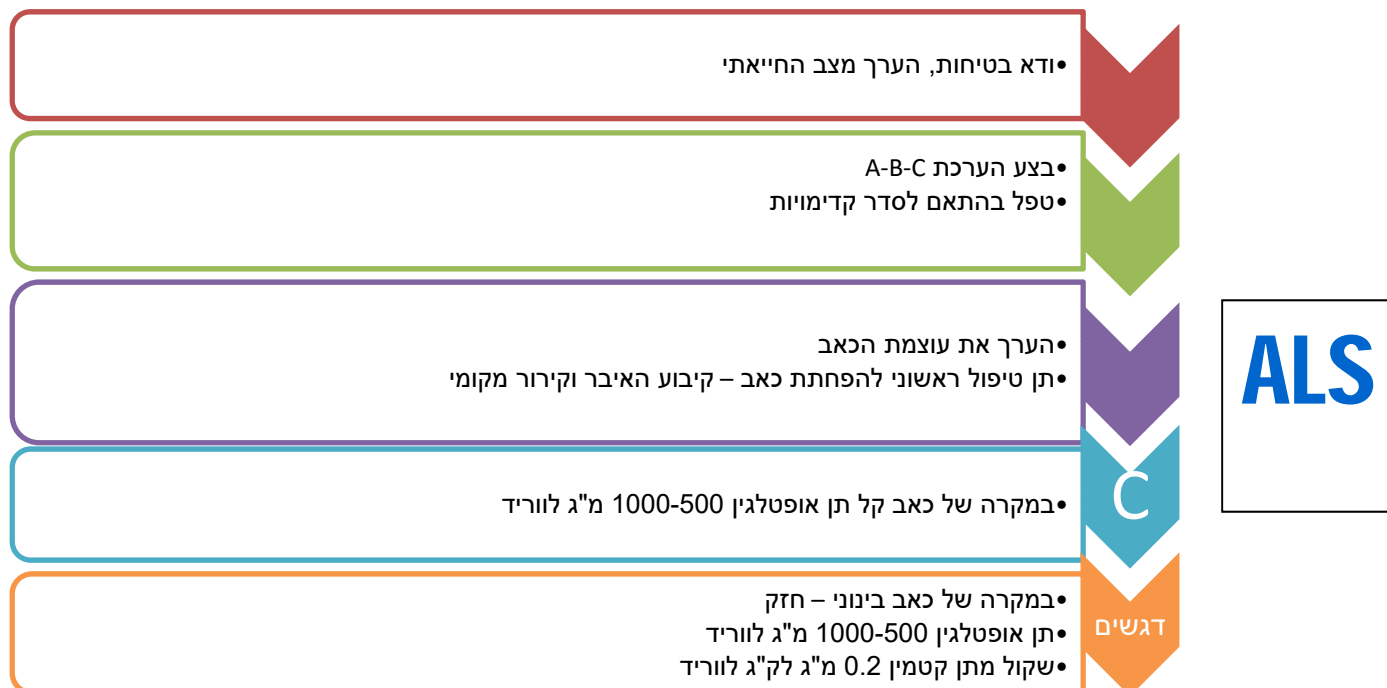 •ודא בטיחות, הערך מצב החייאתי
•בצע הערכת A-B-C
•טפל בהתאם לסדר קדימויות
•הערך את עוצמת הכאב
•תן טיפול ראשוני להפחתת כאב – קיבוע האיבר וקירור מקומי
ALS
C
•במקרה של כאב קל תן אופטלגין 1000-500 מ"ג לווריד
דגשים
•במקרה של כאב בינוני – חזק
•תן אופטלגין 1000-500 מ"ג לווריד
•שקול מתן קטמין 0.2 מ"ג לק"ג לווריד